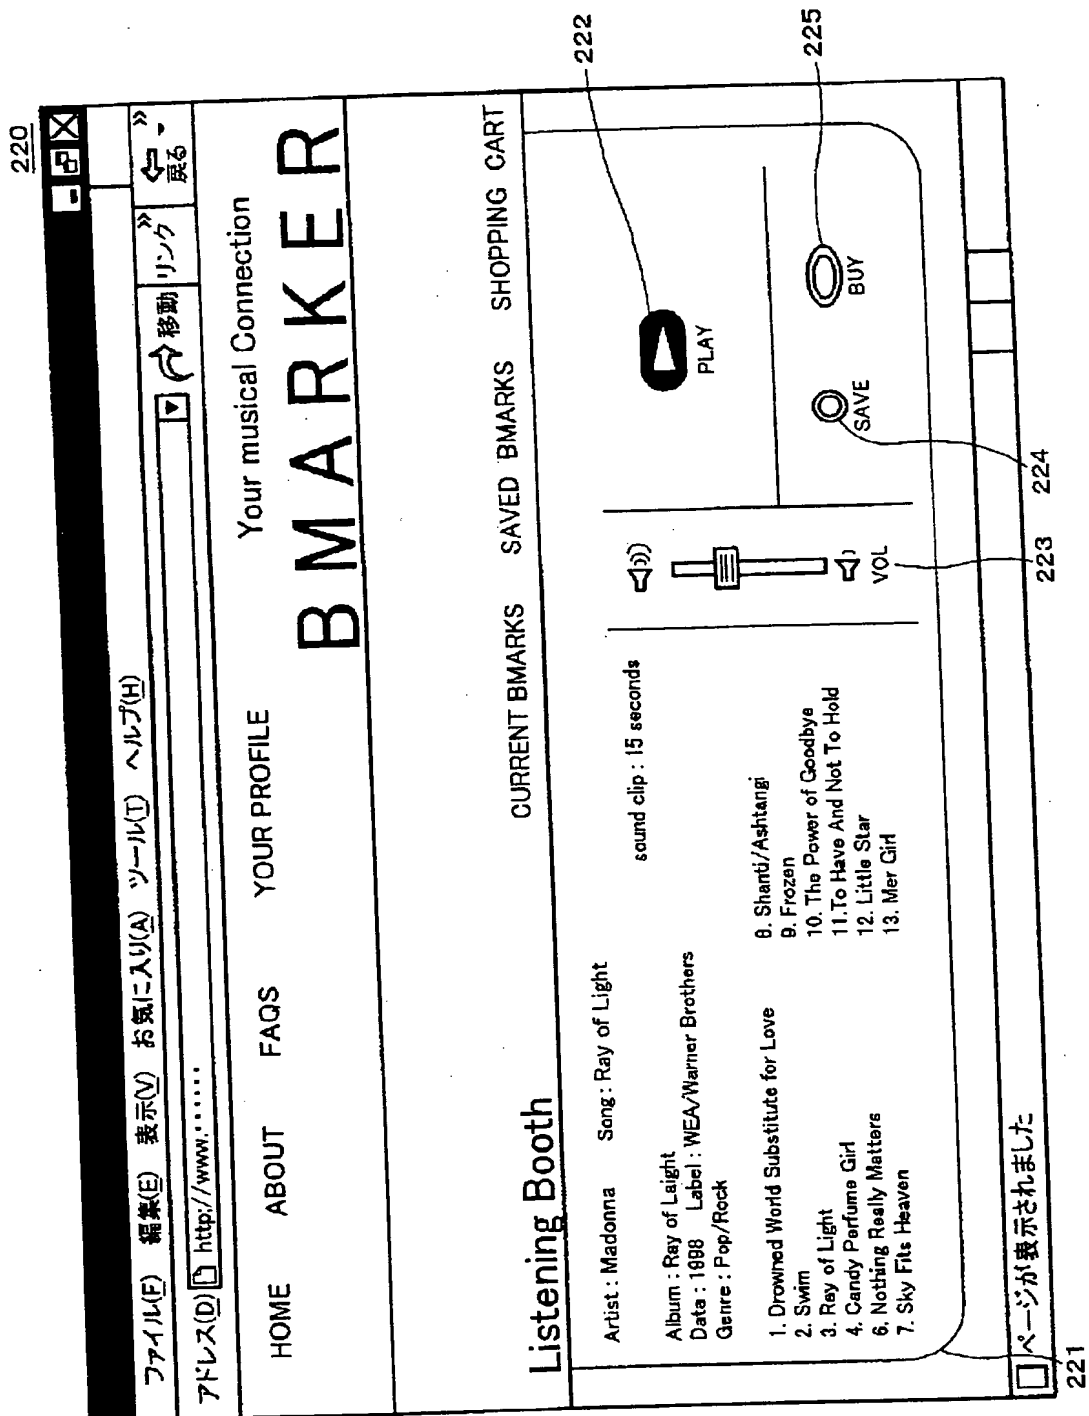 220
ファイル(F) 編集(E) 表示(V) お気に入り(A) ツール(T) ヘルプ(H)
アドレス(D) http://www.‥‥‥ 移動 リンク » 戻る »
HOME ABOUT FAQS YOUR PROFILE Your musical Connection
BMARKER
CURRENT BMARKS SAVED BMARKS SHOPPING CART
Listening Booth
Artist : Madonna Song : Ray of Light sound clip : 15 seconds
Album : Ray of Laight
Data : 1998 Label : WEA/Warner Brothers
Genre : Pop/Rock
1. Drowned World Substitute for Love
2. Swim
3. Ray of Light
4. Candy Perfume Girl
6. Nothing Really Matters
7. Sky Fits Heaven
8. Shanti/Ashtangi
9. Frozen
10. The Power of Goodbye
11.To Have And Not To Hold
12. Little Star
13. Mer Girl
VOL
PLAY
SAVE
BUY
ページが表示されました
221
222
223
224
225